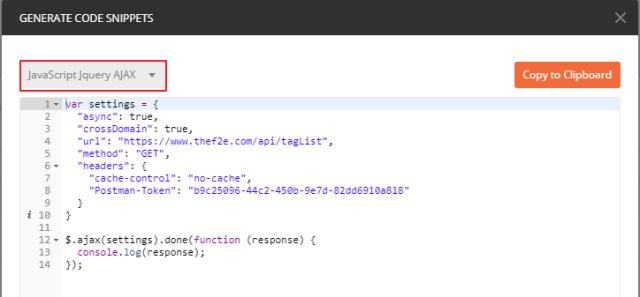 GENERATE CODE SNIPPETS
JavaScript Jquery AJAX
Copy to Clipboard
1 var settings = {
2 "async": true,
3 "crossDomain": true,
4 "url": "https://www.thef2e.com/api/tagList",
5 "method": "GET",
6 "headers": {
7 "cache-control": "no-cache",
8 "Postman-Token": "b9c25096-44c2-450b-9e7d-82dd6910a818"
9 }
i 10 }
11
12 $.ajax(settings).done(function (response) {
13 console.log(response);
14 });